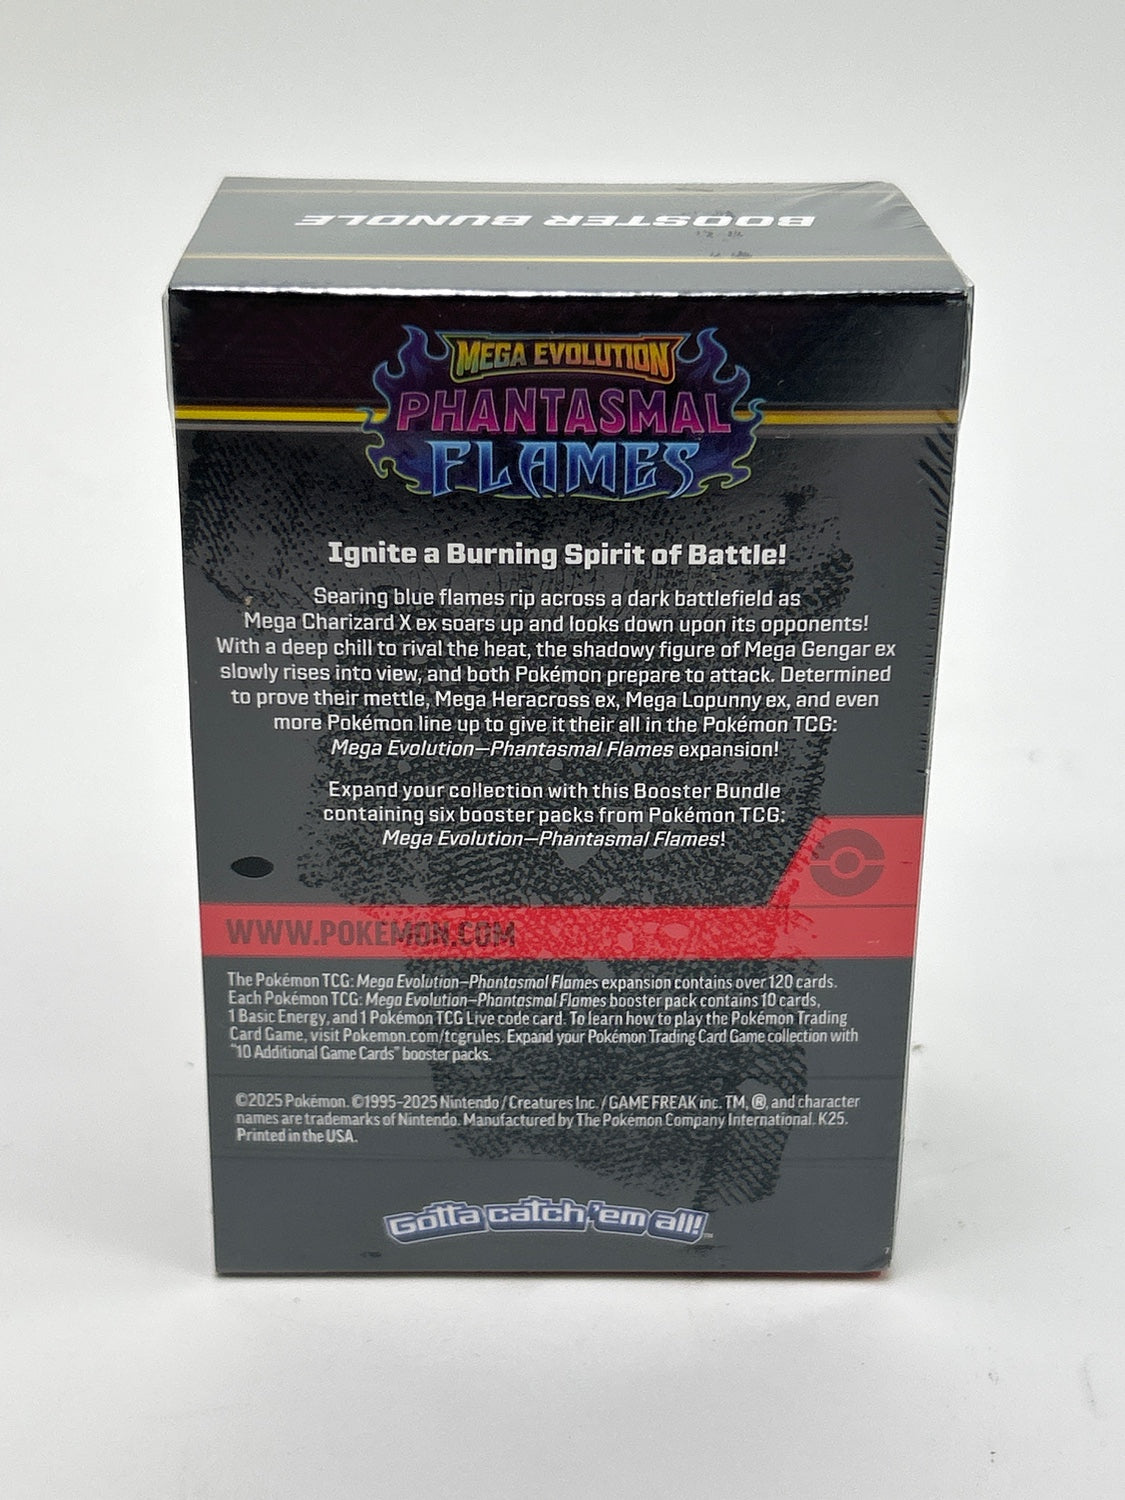 BOOSTER BUNDLE
MEGA EVOLUTION
PHANTASMAL
FLAMES
Ignite a Burning Spirit of Battle!
Searing blue flames rip across a dark battlefield as
Mega Charizard X ex soars up and looks down upon its opponents!
With a deep chill to rival the heat, the shadowy figure of Mega Gengar ex
slowly rises into view, and both Pokémon prepare to attack. Determined
to prove their mettle, Mega Heracross ex, Mega Lopunny ex, and even
more Pokémon line up to give it their all in the Pokémon TCG:
Mega Evolution—Phantasmal Flames expansion!
Expand your collection with this Booster Bundle
containing six booster packs from Pokémon TCG:
Mega Evolution—Phantasmal Flames!
WWW.POKEMON.COM
The Pokémon TCG: Mega Evolution—Phantasmal Flames expansion contains over 120 cards.
Each Pokémon TCG: Mega Evolution—Phantasmal Flames booster pack contains 10 cards,
1 Basic Energy, and 1 Pokémon TCG Live code card. To learn how to play the Pokémon Trading
Card Game, visit Pokemon.com/tcgrules. Expand your Pokémon Trading Card Game collection with
"10 Additional Game Cards" booster packs.
©2025 Pokémon. ©1995–2025 Nintendo / Creatures Inc. / GAME FREAK inc. TM, ®, and character
names are trademarks of Nintendo. Manufactured by The Pokémon Company International. K25.
Printed in the USA.
Gotta catch 'em all!